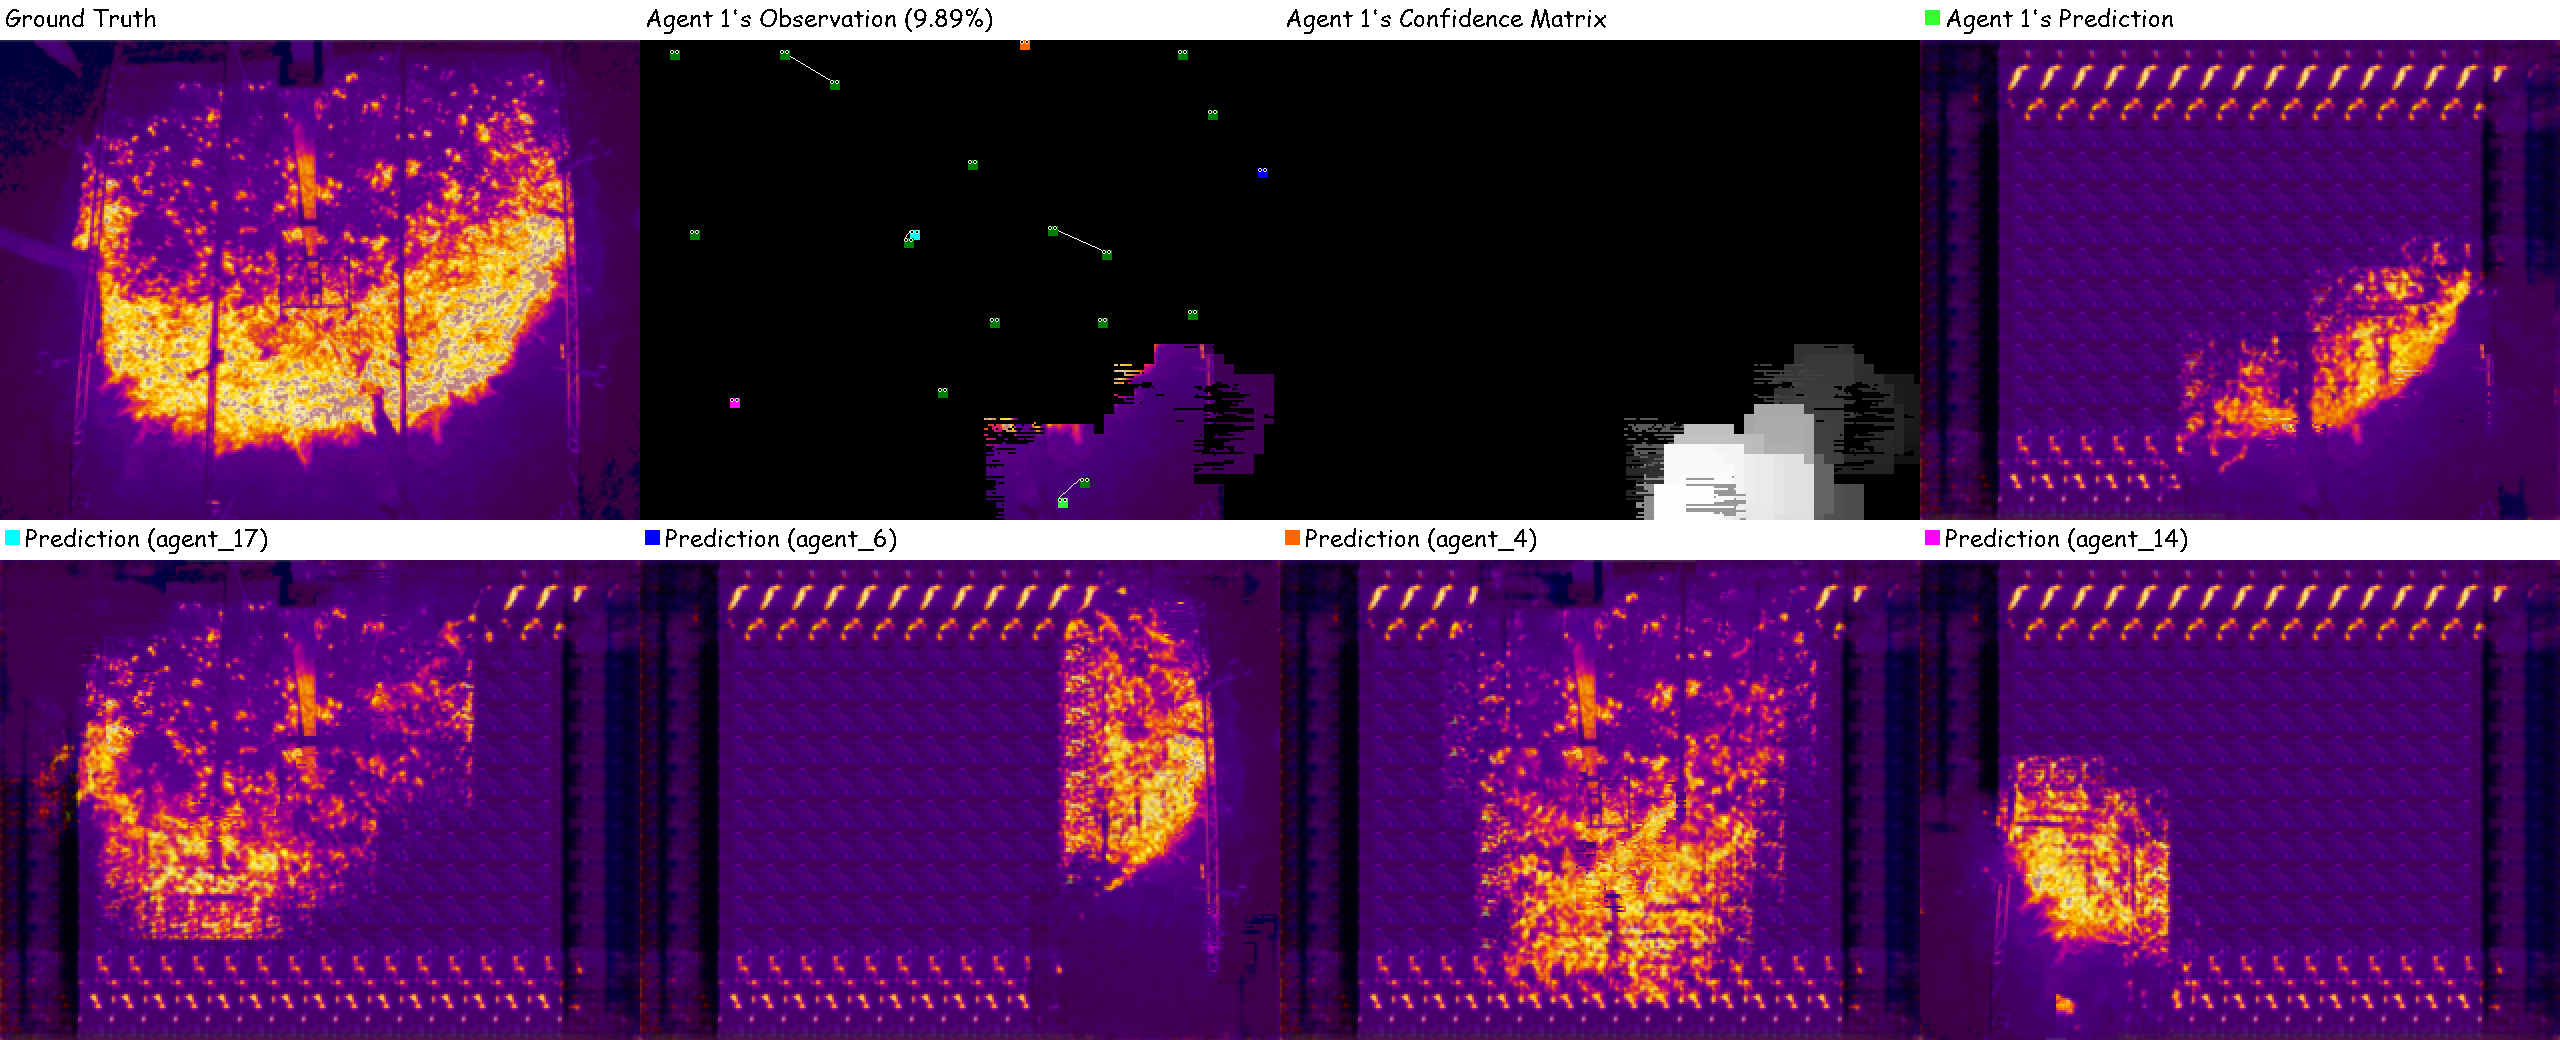 Ground Truth
Agent 1's Observation (9.89%)
Agent 1's Confidence Matrix
Agent 1's Prediction
Prediction (agent_17)
Prediction (agent_6)
Prediction (agent_4)
Prediction (agent_14)